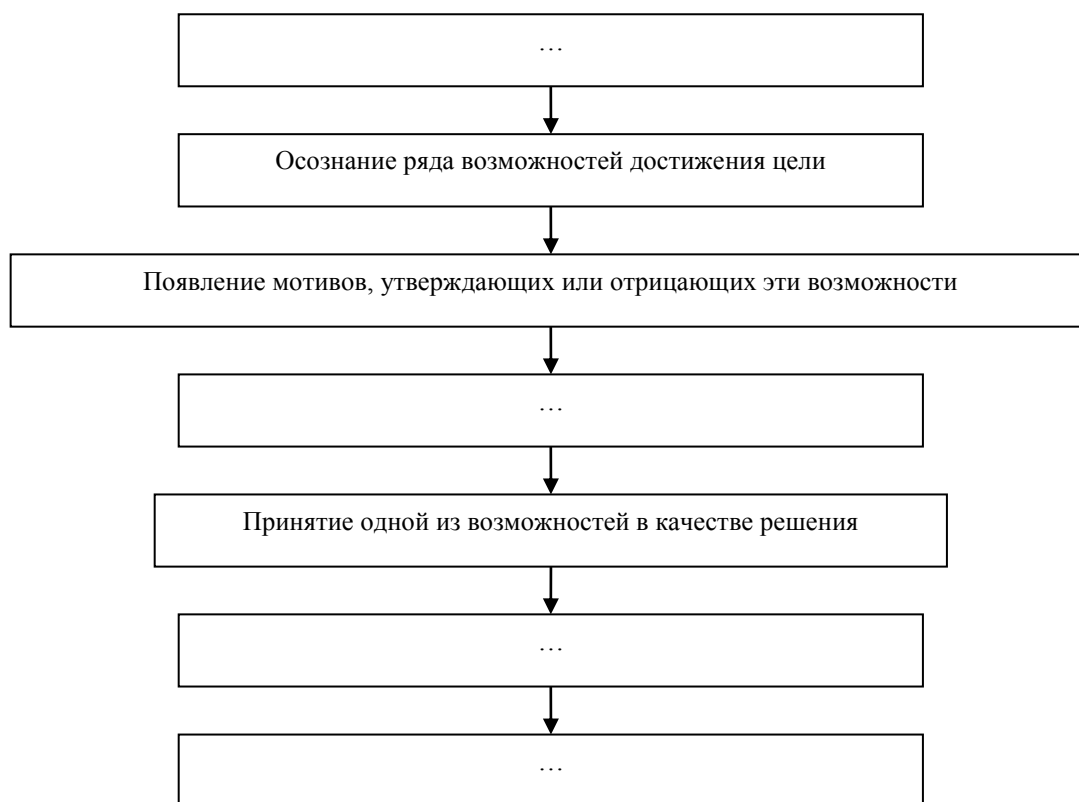 …
Осознание ряда возможностей достижения цели
Появление мотивов, утверждающих или отрицающих эти возможности
…
Принятие одной из возможностей в качестве решения
…
…